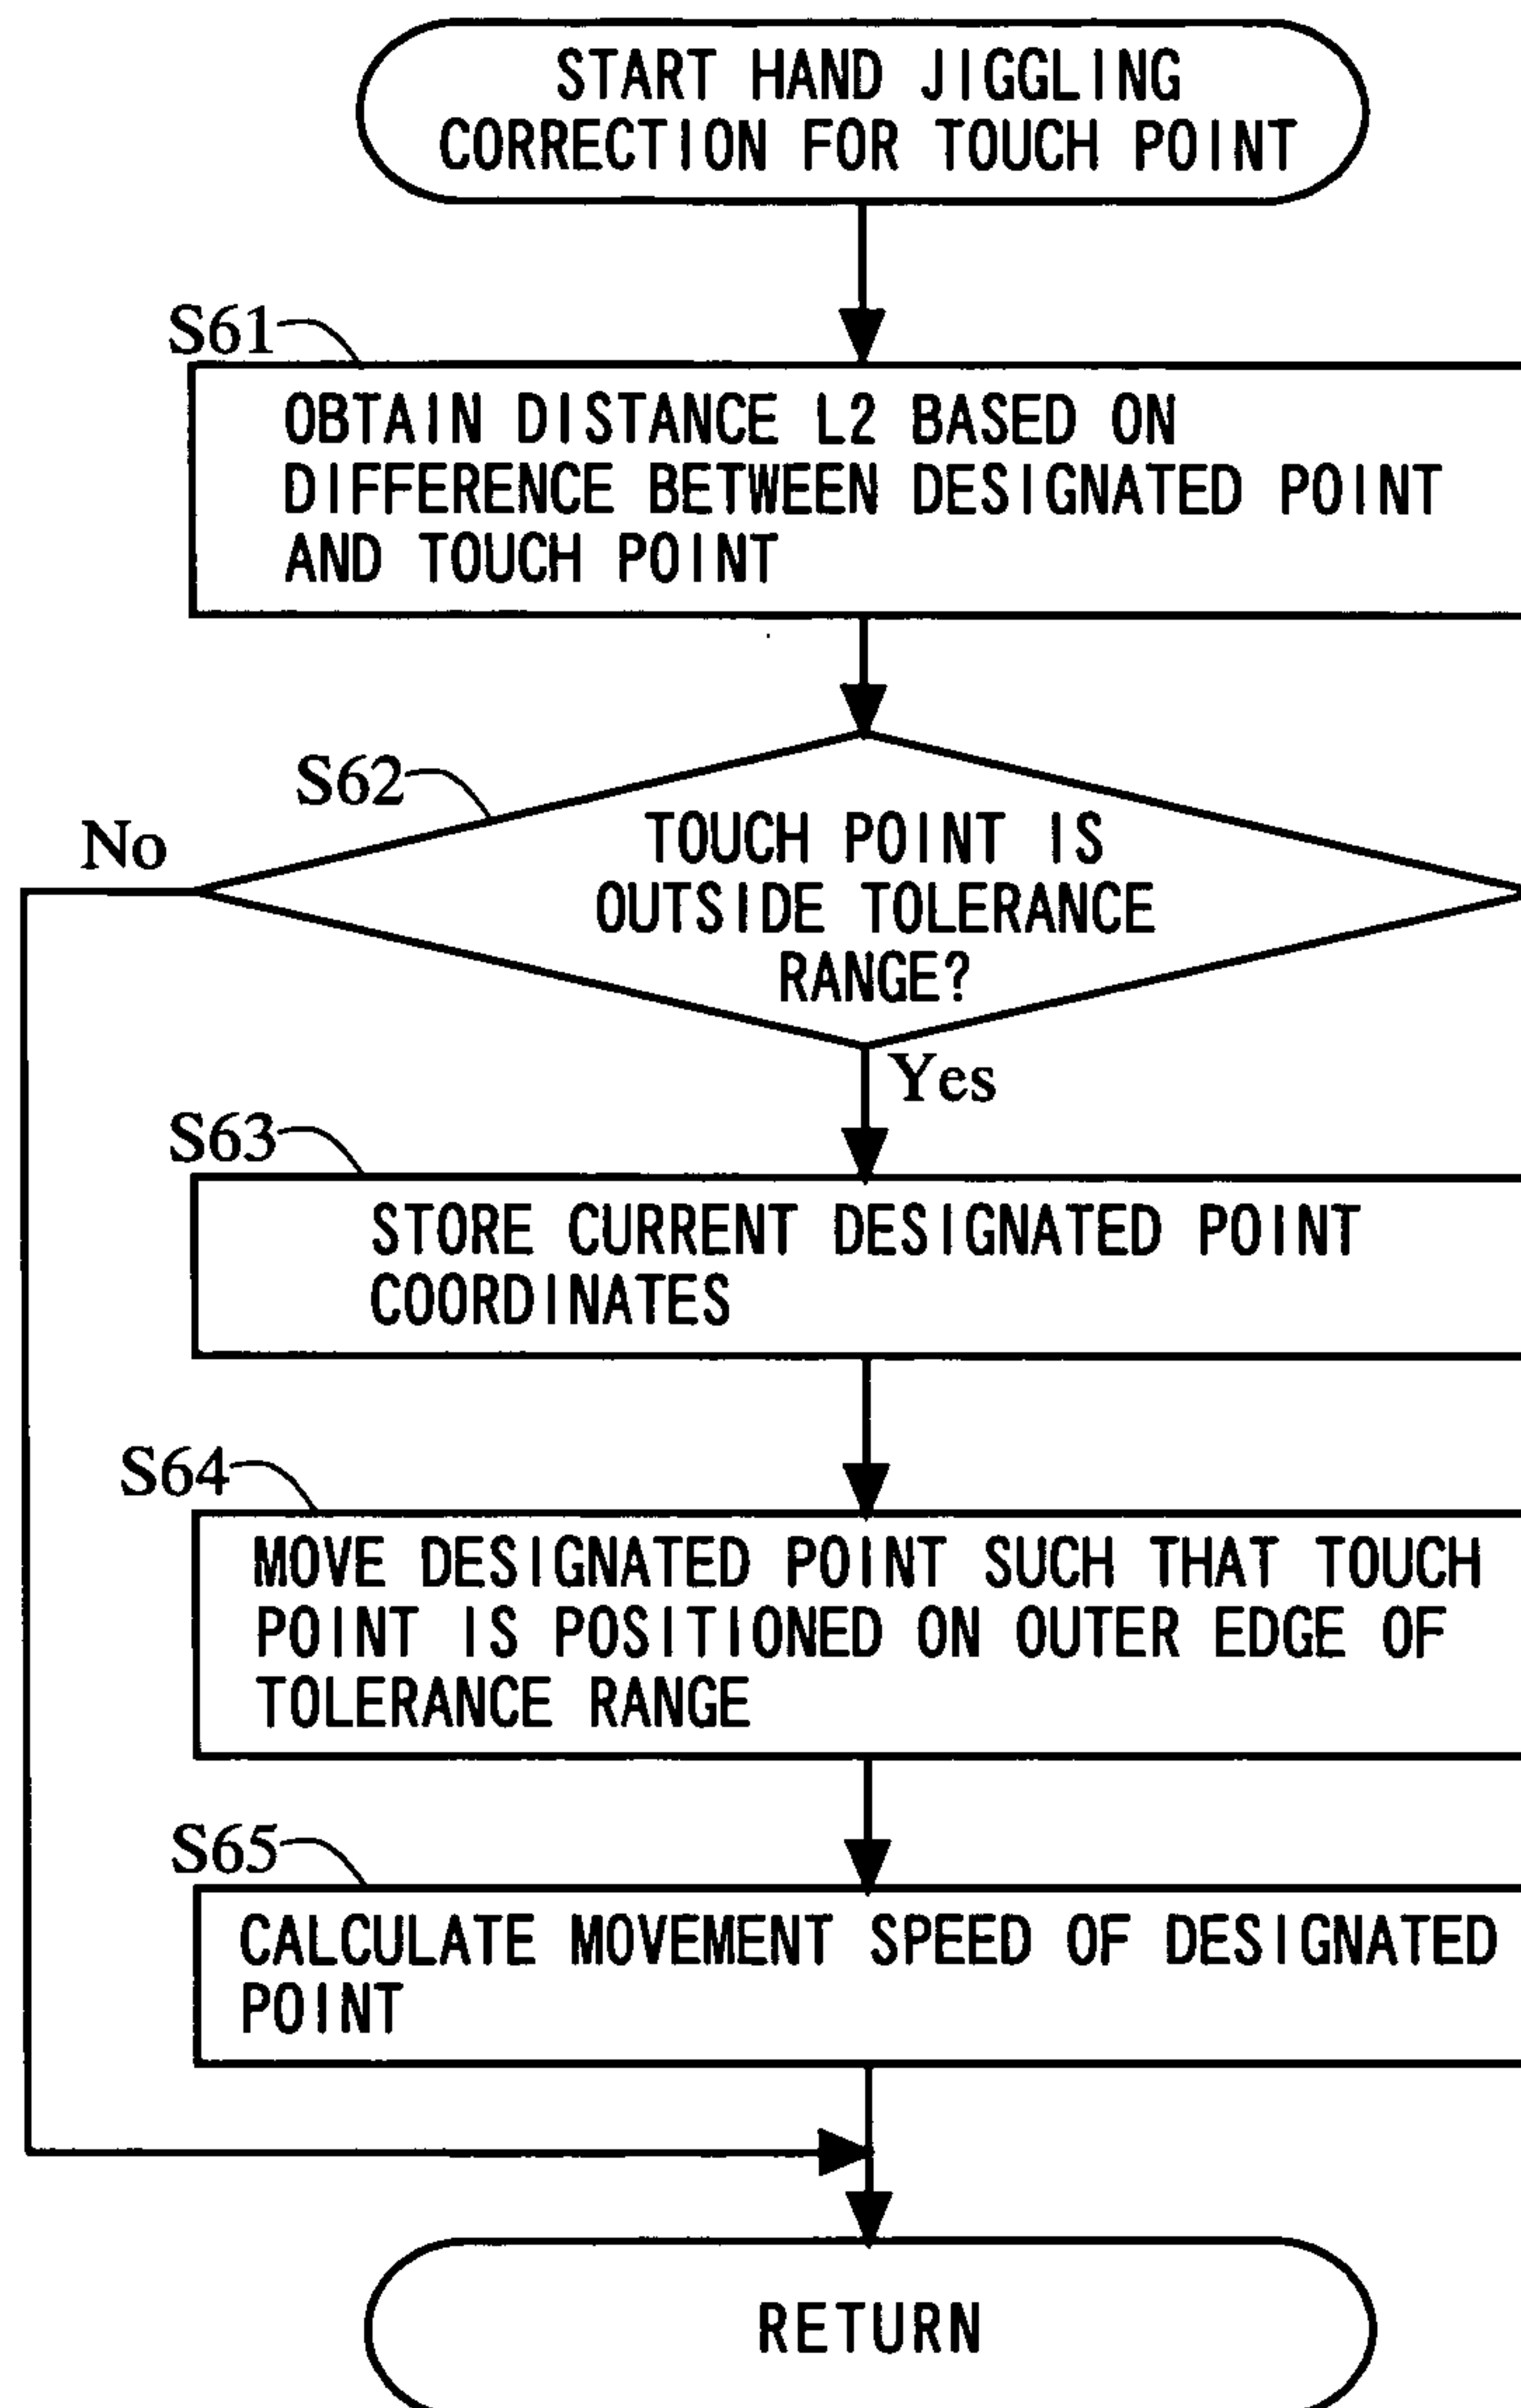 START HAND JIGGLING
CORRECTION FOR TOUCH POINT
S61
OBTAIN DISTANCE L2 BASED ON
DIFFERENCE BETWEEN DESIGNATED POINT
AND TOUCH POINT
S62
No
TOUCH POINT IS
OUTSIDE TOLERANCE
RANGE?
Yes
S63
STORE CURRENT DESIGNATED POINT
COORDINATES
S64
MOVE DESIGNATED POINT SUCH THAT TOUCH
POINT IS POSITIONED ON OUTER EDGE OF
TOLERANCE RANGE
S65
CALCULATE MOVEMENT SPEED OF DESIGNATED
POINT
RETURN